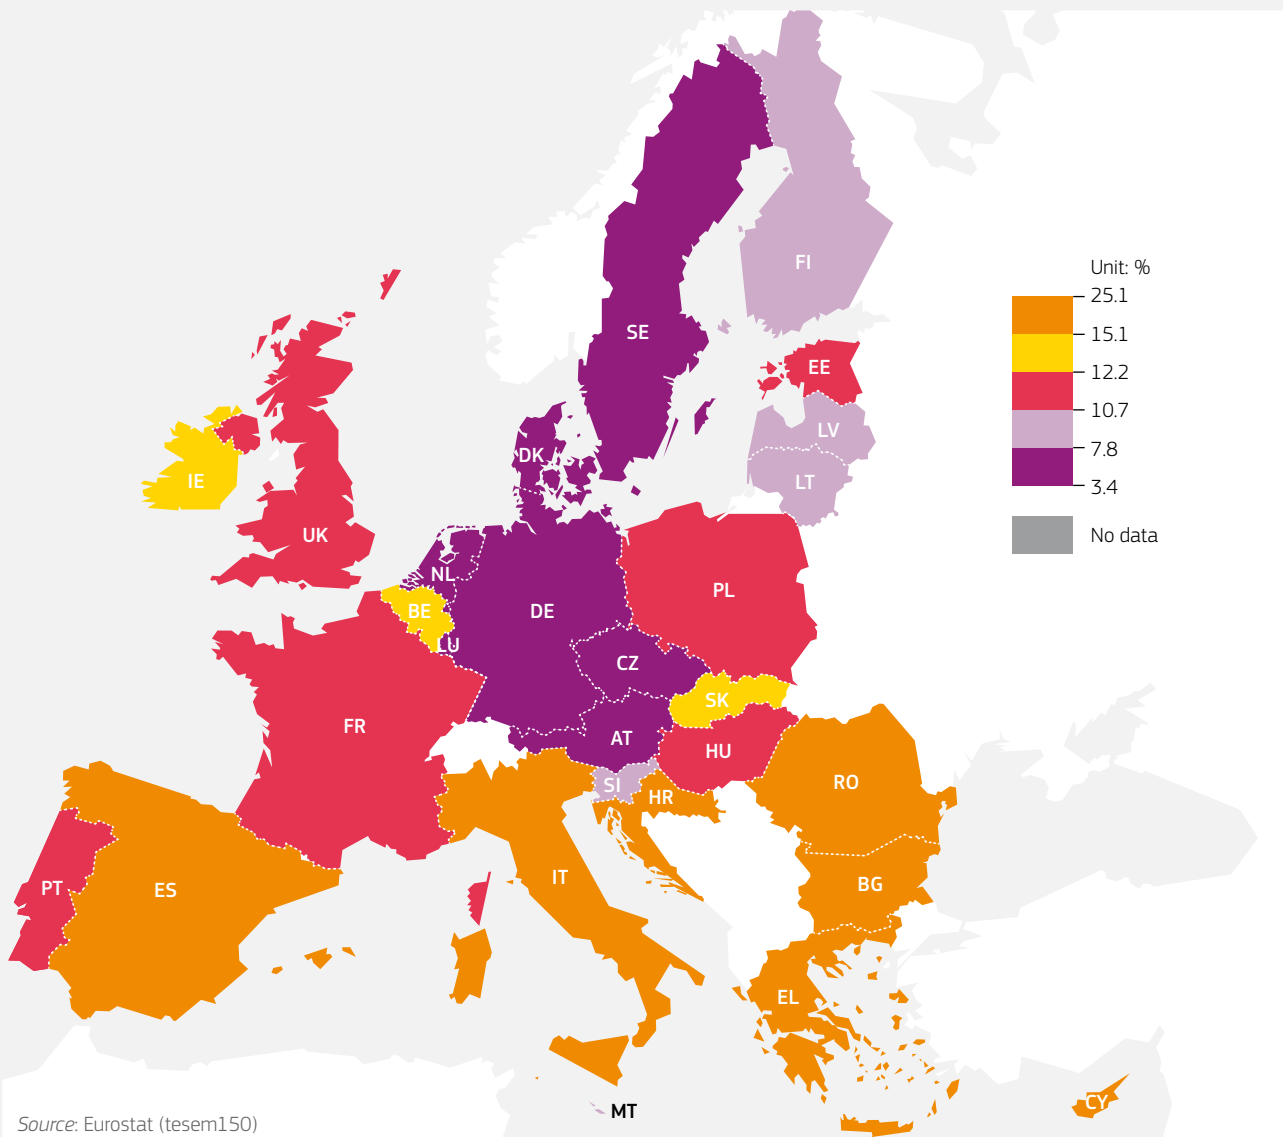 FI
Unit: %
25.1
SE
15.1
EE
12.2
10.7
LV
DK
7.8
IE
LT
3.4
UK
No data
NL
PL
BE
DE
LU
CZ
SK
FR
AT
HU
SI
HR
RO
IT
BG
PT
ES
EL
CY
MT
Source: Eurostat (tesem150)